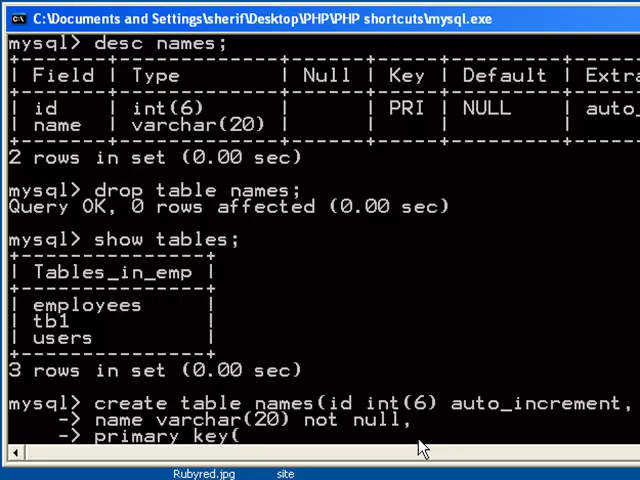 C:\Documents and Settings\sherif\Desktop\PHP\PHP shortcuts\mysql.exe
mysql> desc names;
| Field | Type | Null | Key | Default | Extra
| id | int(6) | | PRI | NULL | auto_
| name | varchar(20) | | | |
2 rows in set (0.00 sec)
mysql> drop table names;
Query OK, 0 rows affected (0.00 sec)
mysql> show tables;
| Tables_in_emp |
| employees |
| tb1 |
| users |
3 rows in set (0.00 sec)
mysql> create table names(id int(6) auto_increment,
-> name varchar(20) not null,
-> primary key(
Rubyred.jpg site